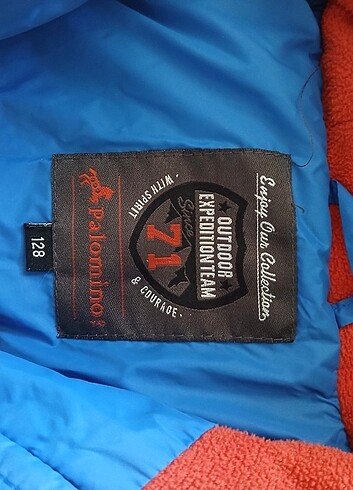 Enjoy Our Collection
OUTDOOR
EXPEDITION TEAM
Since
71
WITH SPIRIT
& COURAGE
Palomino
128